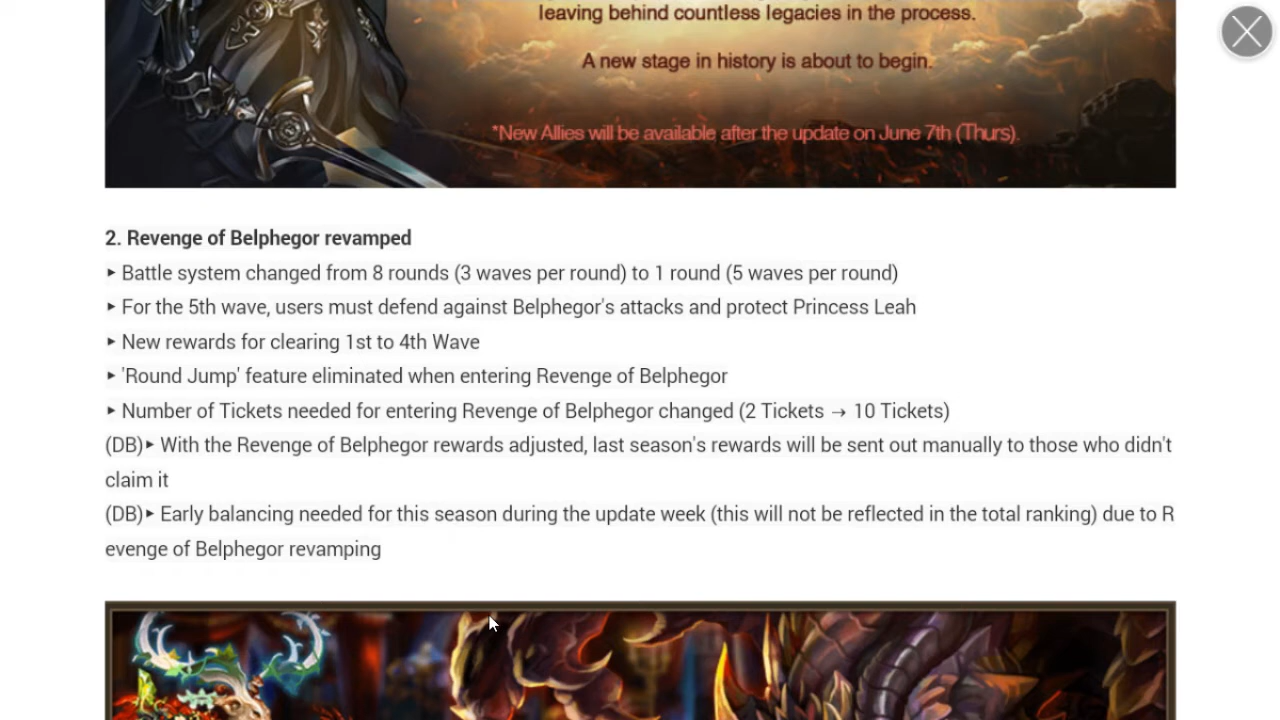 leaving behind countless legacies in the process.
A new stage in history is about to begin.
*New Allies will be available after the update on June 7th (Thurs).
2. Revenge of Belphegor revamped
▸ Battle system changed from 8 rounds (3 waves per round) to 1 round (5 waves per round)
▸ For the 5th wave, users must defend against Belphegor's attacks and protect Princess Leah
▸ New rewards for clearing 1st to 4th Wave
▸ 'Round Jump' feature eliminated when entering Revenge of Belphegor
▸ Number of Tickets needed for entering Revenge of Belphegor changed (2 Tickets → 10 Tickets)
(DB)▸ With the Revenge of Belphegor rewards adjusted, last season's rewards will be sent out manually to those who didn't
claim it
(DB)▸ Early balancing needed for this season during the update week (this will not be reflected in the total ranking) due to R
evenge of Belphegor revamping